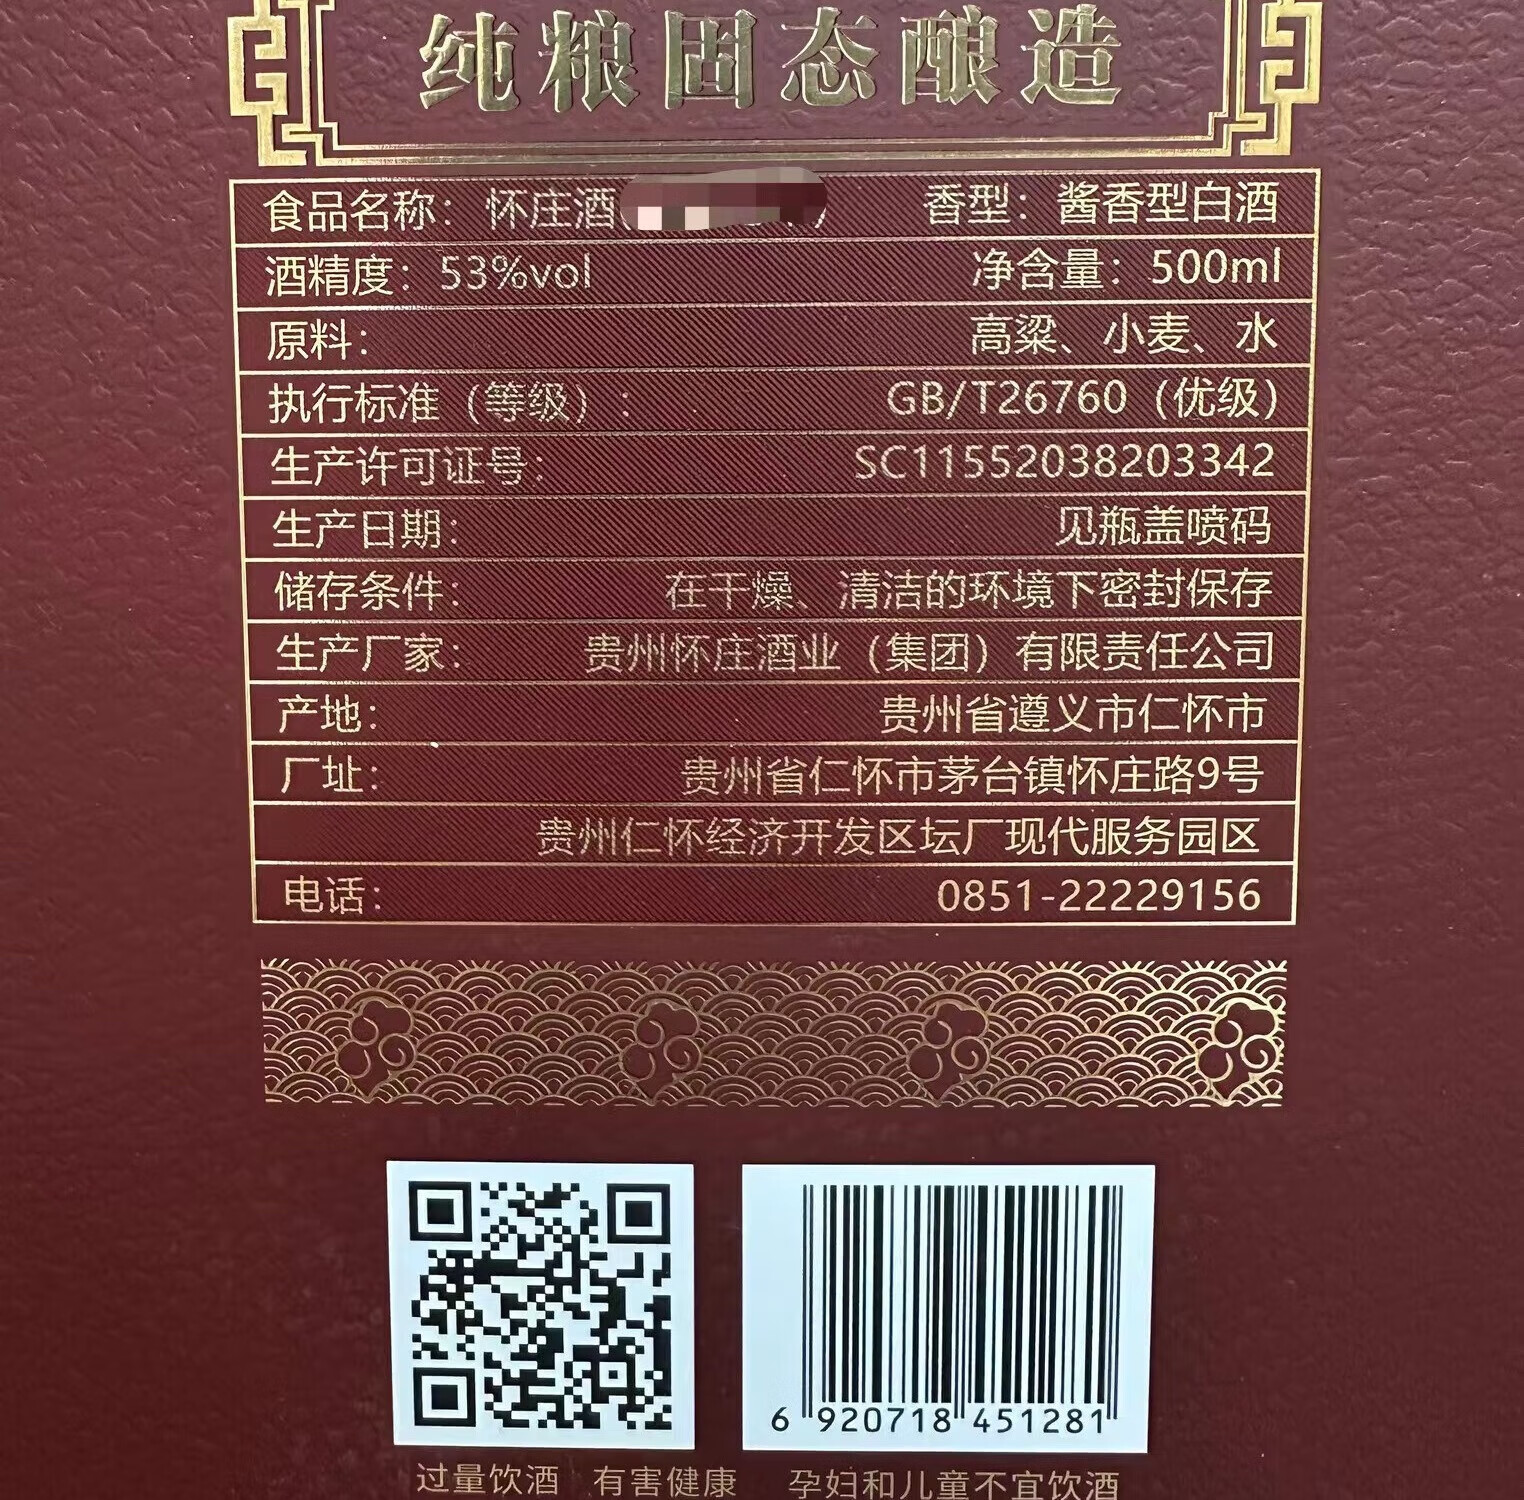 纯粮固态酿造
食品名称：怀庄酒( ) 香型：酱香型白酒
酒精度：53%vol 净含量：500ml
原料： 高粱、小麦、水
执行标准（等级）： GB/T26760（优级）
生产许可证号： SC11552038203342
生产日期： 见瓶盖喷码
储存条件： 在干燥、清洁的环境下密封保存
生产厂家： 贵州怀庄酒业（集团）有限责任公司
产地： 贵州省遵义市仁怀市
厂址： 贵州省仁怀市茅台镇怀庄路9号
贵州仁怀经济开发区坛厂现代服务园区
电话： 0851-22229156
6 920718 451281
过量饮酒 有害健康 孕妇和儿童不宜饮酒